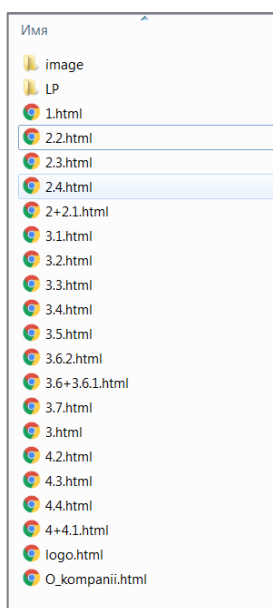 Имя
image
LP
1.html
2.2.html
2.3.html
2.4.html
2+2.1.html
3.1.html
3.2.html
3.3.html
3.4.html
3.5.html
3.6.2.html
3.6+3.6.1.html
3.7.html
3.html
4.2.html
4.3.html
4.4.html
4+4.1.html
logo.html
O_kompanii.html